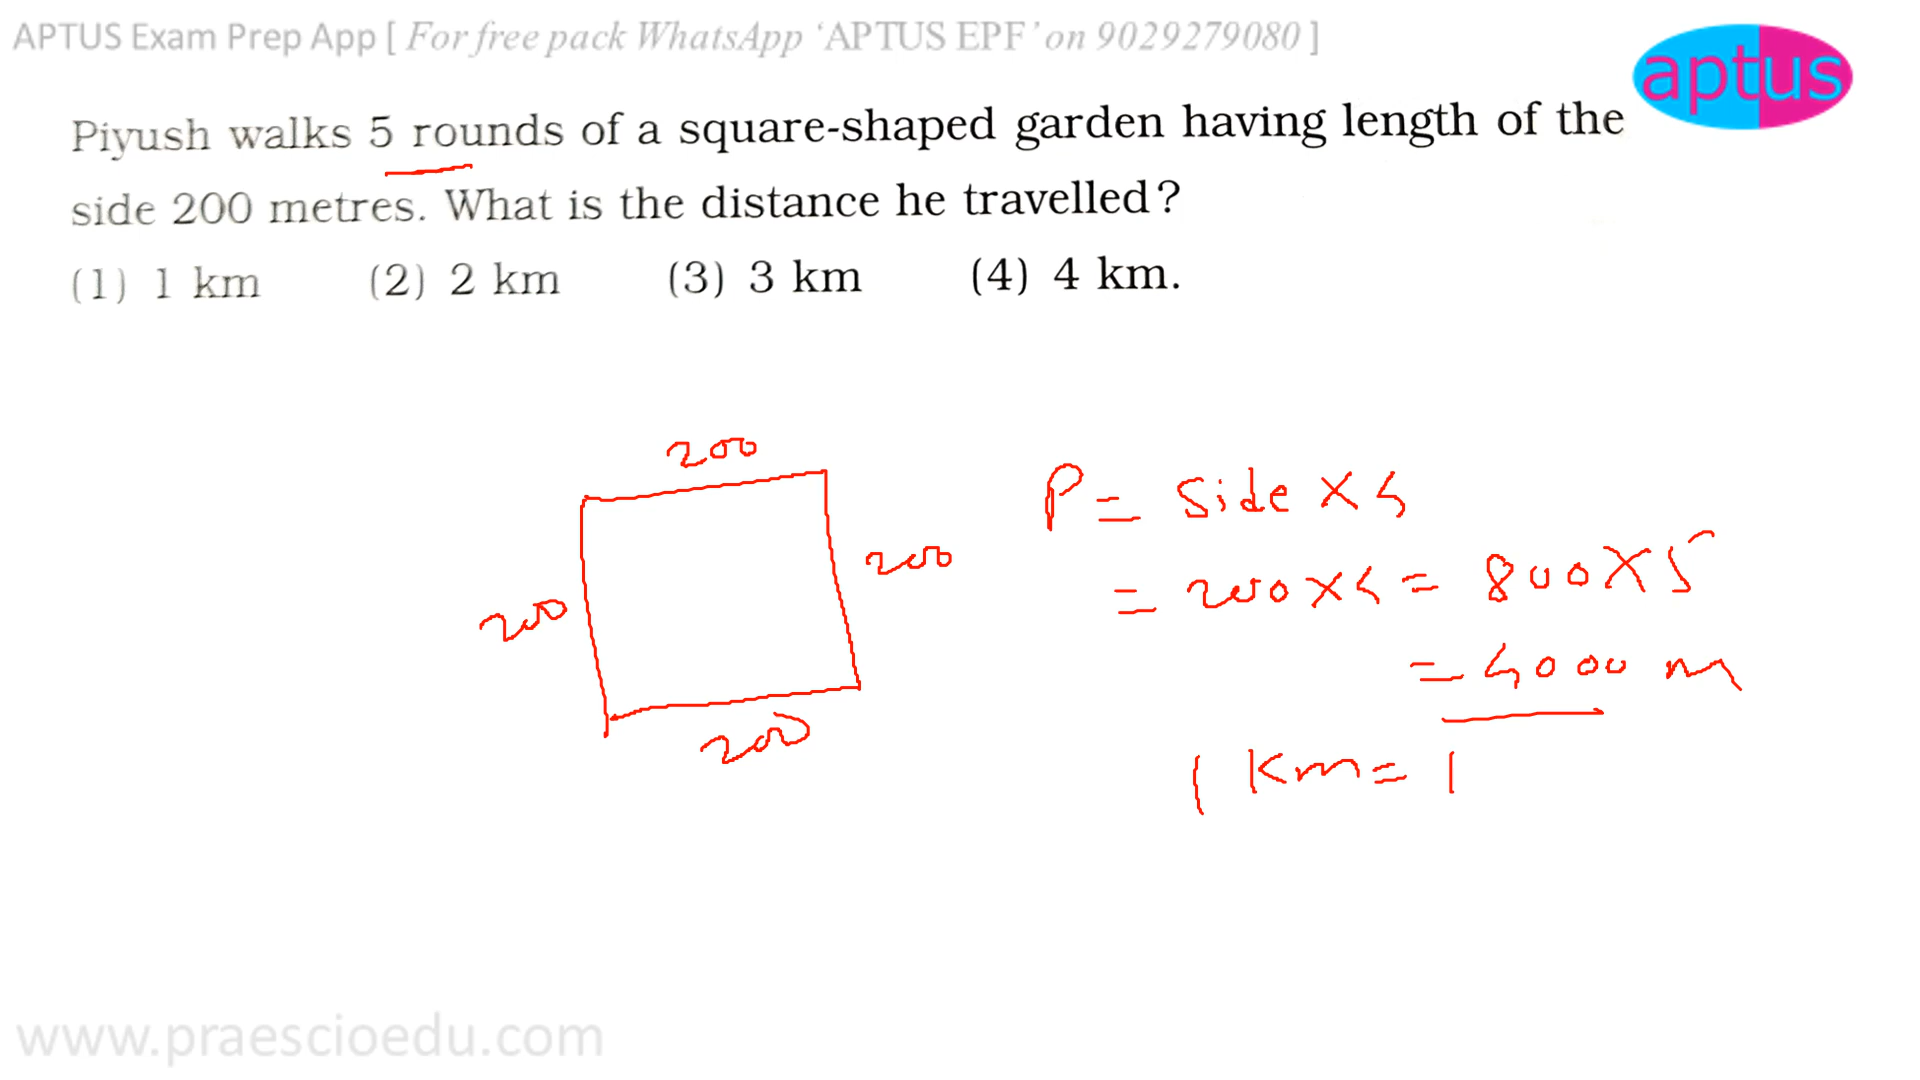 APTUS Exam Prep App [ For free pack WhatsApp ‘APTUS EPF’ on 9029279080 ]
aptus
Piyush walks 5 rounds of a square-shaped garden having length of the
side 200 metres. What is the distance he travelled?
(1) 1 km (2) 2 km (3) 3 km (4) 4 km.
200
200
200
200
P = Side × 4
= 200 × 4 = 800 × 5
= 4000 m
1 Km = 1
www.praescioedu.com